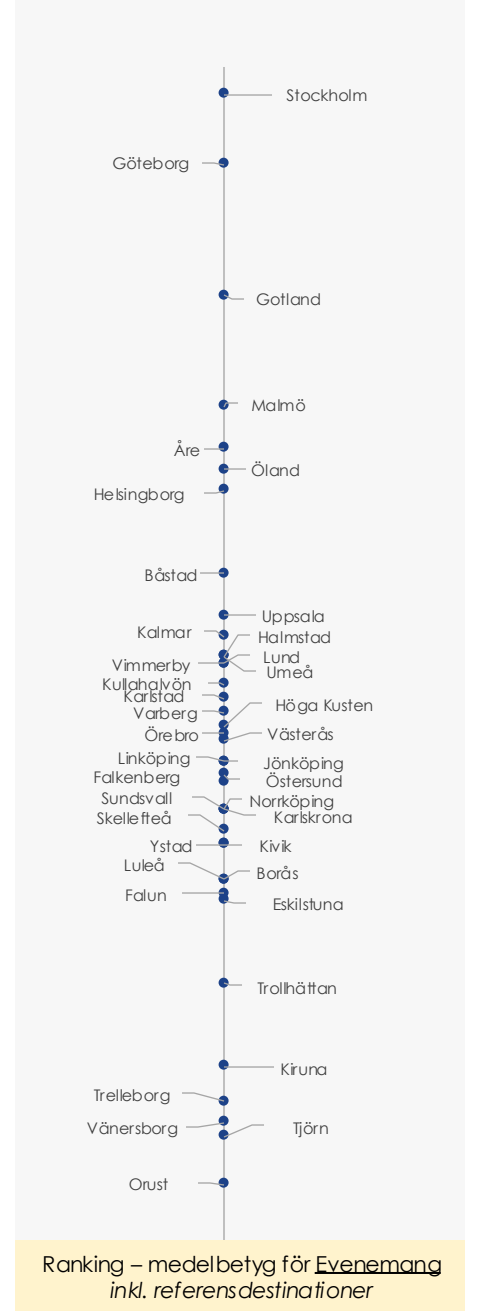 Stockholm
Göteborg
Gotland
Malmö
Åre
Öland
Helsingborg
Båstad
Uppsala
Kalmar
Halmstad
Lund
Vimmerby
Umeå
Kullahalvön
Karlstad
Höga Kusten
Varberg
Örebro
Västerås
Linköping
Jönköping
Falkenberg
Östersund
Sundsvall
Norrköping
Skellefteå
Karlskrona
Ystad
Kivik
Luleå
Borås
Falun
Eskilstuna
Trollhättan
Kiruna
Trelleborg
Vänersborg
Tjörn
Orust
Ranking – medelbetyg för Evenemang
inkl. referensdestinationer